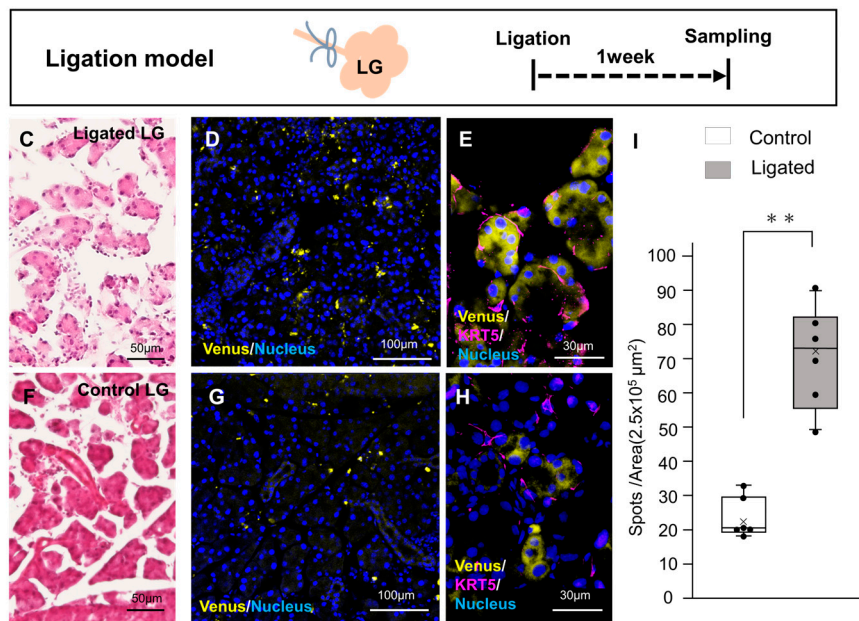 Ligation model
LG
Ligation
1week
Sampling
C
Ligated LG
50µm
D
Venus/Nucleus
100µm
E
Venus/
KRT5/
Nucleus
30µm
F
Control LG
50µm
G
Venus/Nucleus
100µm
H
Venus/
KRT5/
Nucleus
30µm
I
Control
Ligated
**
Spots /Area(2.5x10⁵ µm²)
100
90
80
70
60
50
40
30
20
10
0